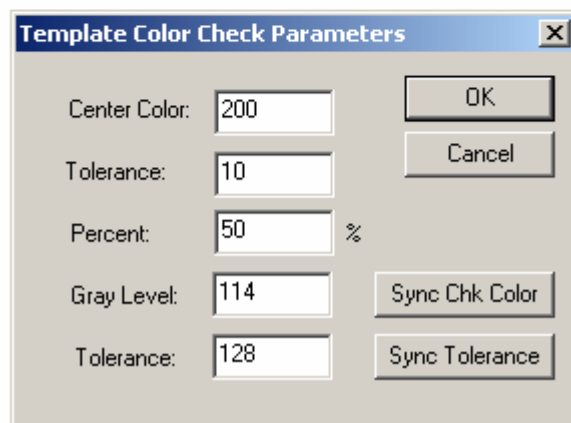 Template Color Check Parameters
Center Color: 200 OK
Tolerance: 10 Cancel
Percent: 50 %
Gray Level: 114 Sync Chk Color
Tolerance: 128 Sync Tolerance